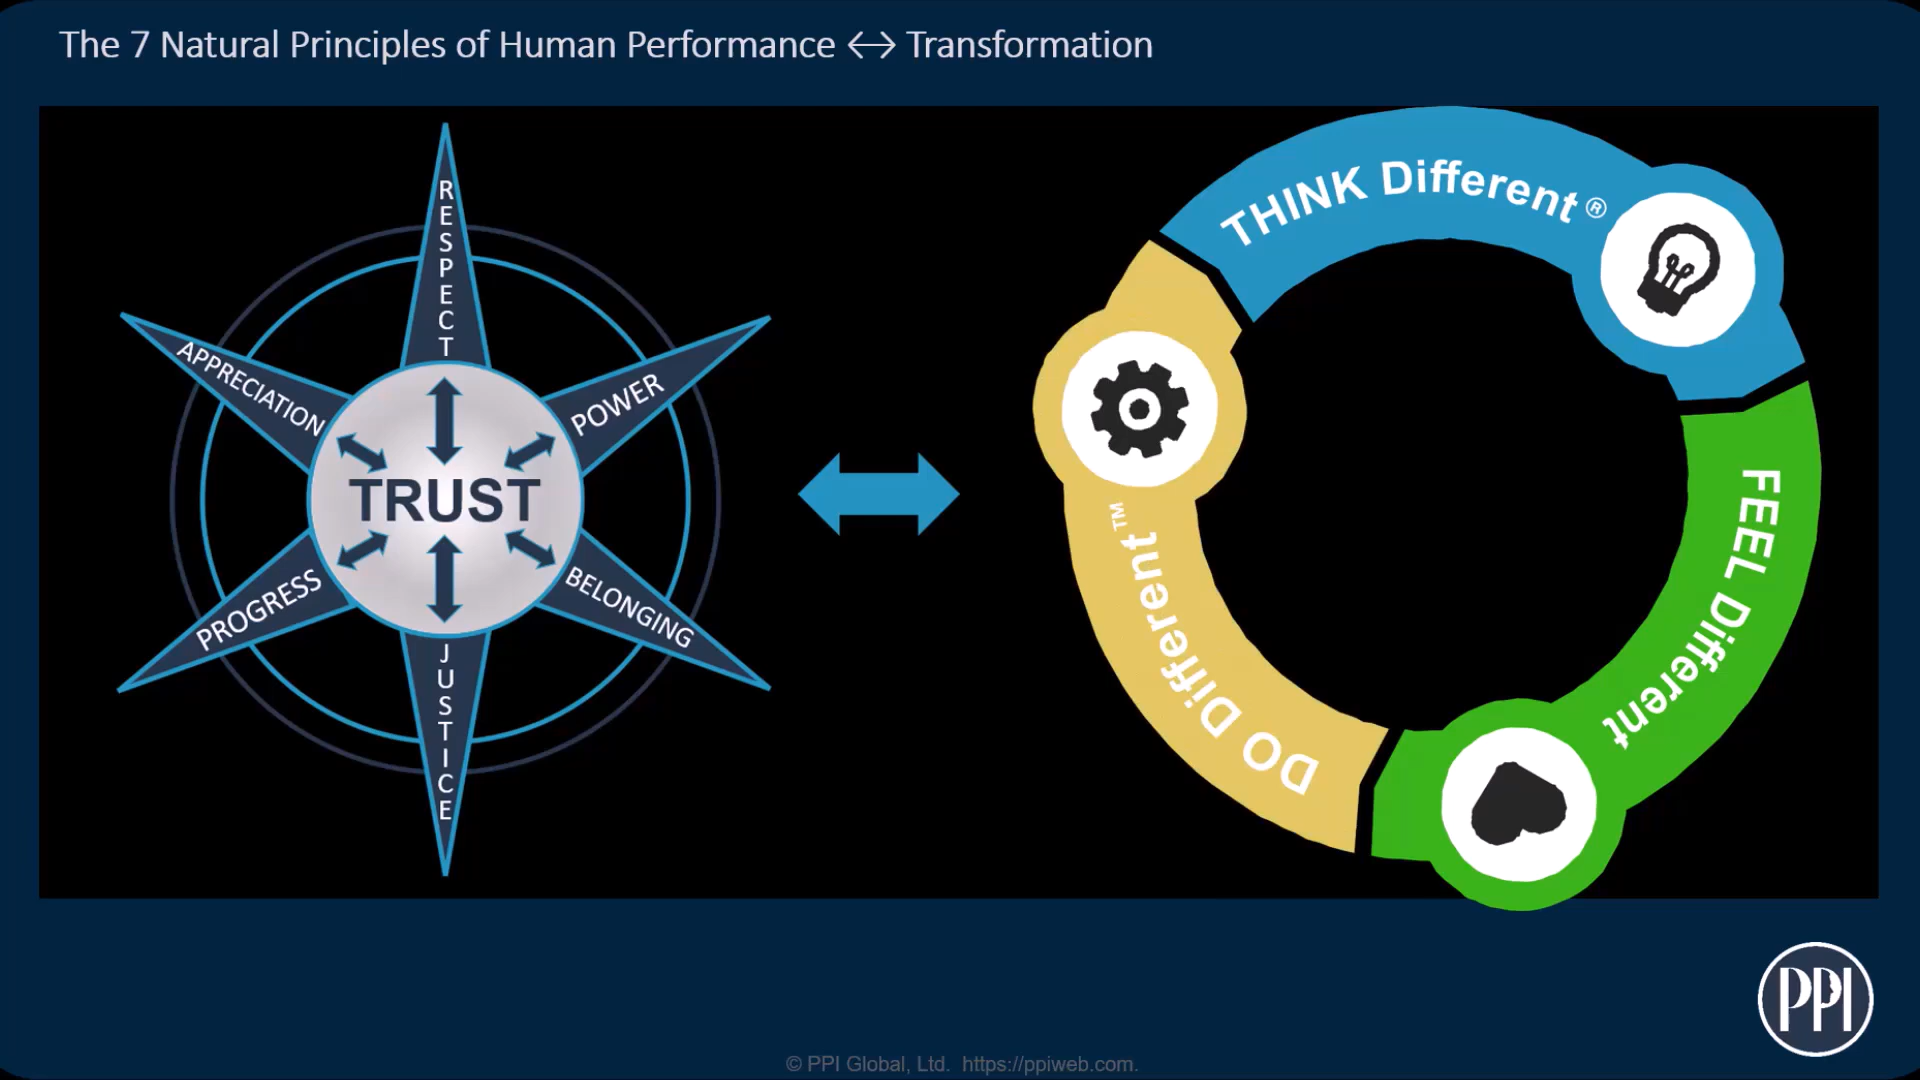 The 7 Natural Principles of Human Performance ↔ Transformation
RESPECT
APPRECIATION
POWER
TRUST
PROGRESS
BELONGING
JUSTICE
THINK Different®
FEEL Different
DO Different™
PPI
© PPI Global, Ltd. https://ppiweb.com.